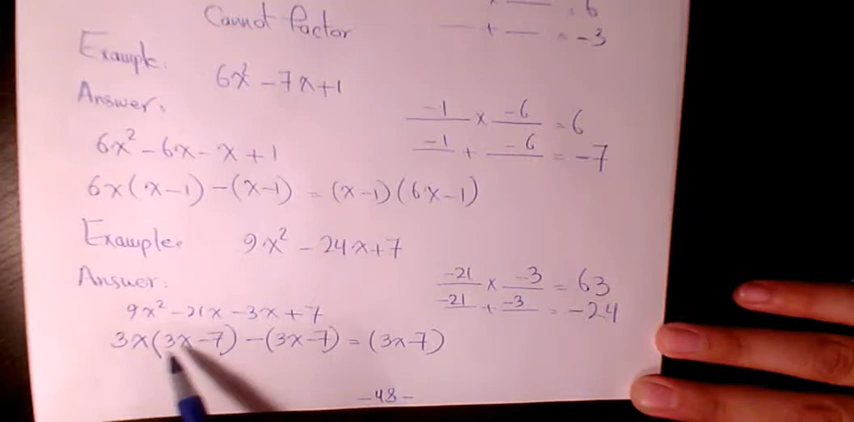 = 6
Cannot factor
— + — = -3
Example:
6x² - 7x + 1
Answer:
-1 × -6 = 6
-1 + -6 = -7
6x² - 6x - x + 1
6x(x-1) - (x-1) = (x-1)(6x-1)
Example:
9x² - 24x + 7
Answer:
-21 × -3 = 63
-21 + -3 = -24
9x² - 21x - 3x + 7
3x(3x-7) - (3x-7) = (3x-7)
-48-